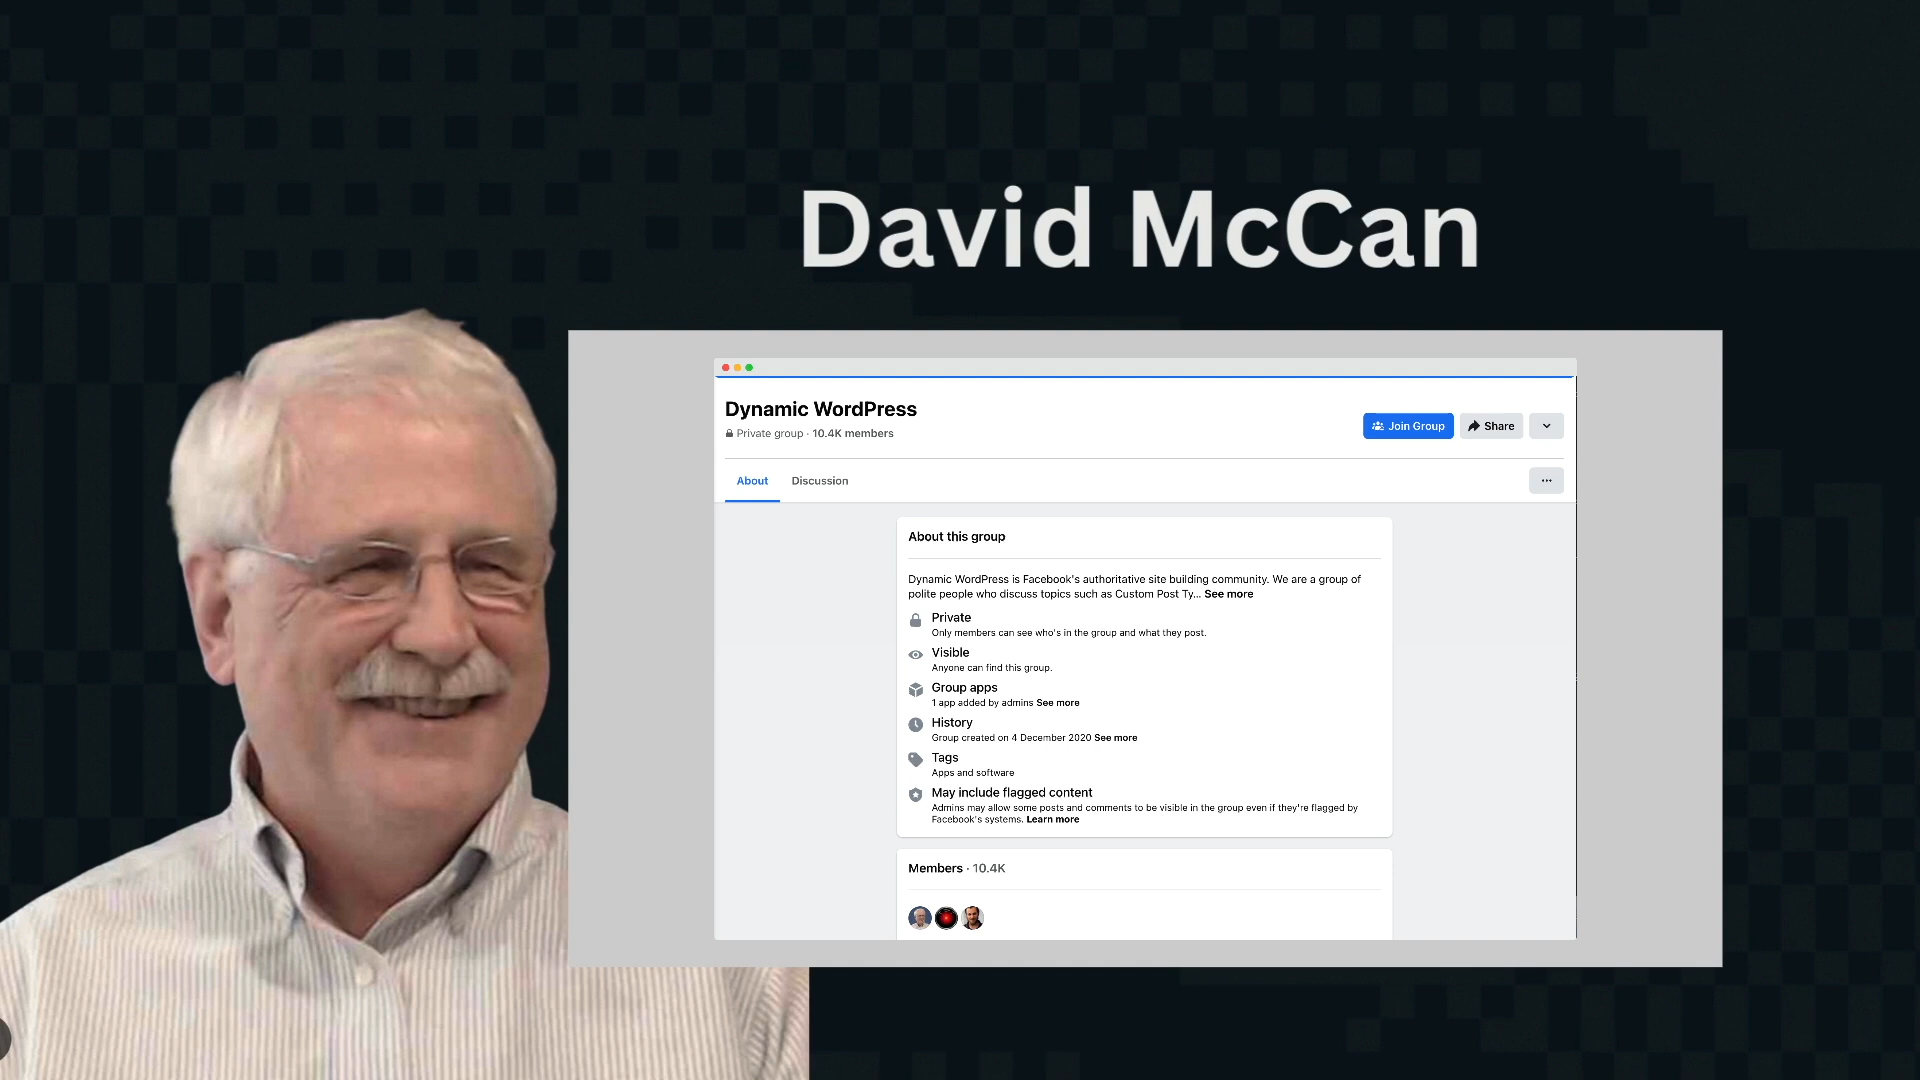 David McCan
Dynamic WordPress
Private group · 10.4K members
Join Group
Share
About
Discussion
About this group
Dynamic WordPress is Facebook's authoritative site building community. We are a group of
polite people who discuss topics such as Custom Post Ty... See more
Private
Only members can see who's in the group and what they post.
Visible
Anyone can find this group.
Group apps
1 app added by admins See more
History
Group created on 4 December 2020 See more
Tags
Apps and software
May include flagged content
Admins may allow some posts and comments to be visible in the group even if they're flagged by
Facebook's systems. Learn more
Members · 10.4K